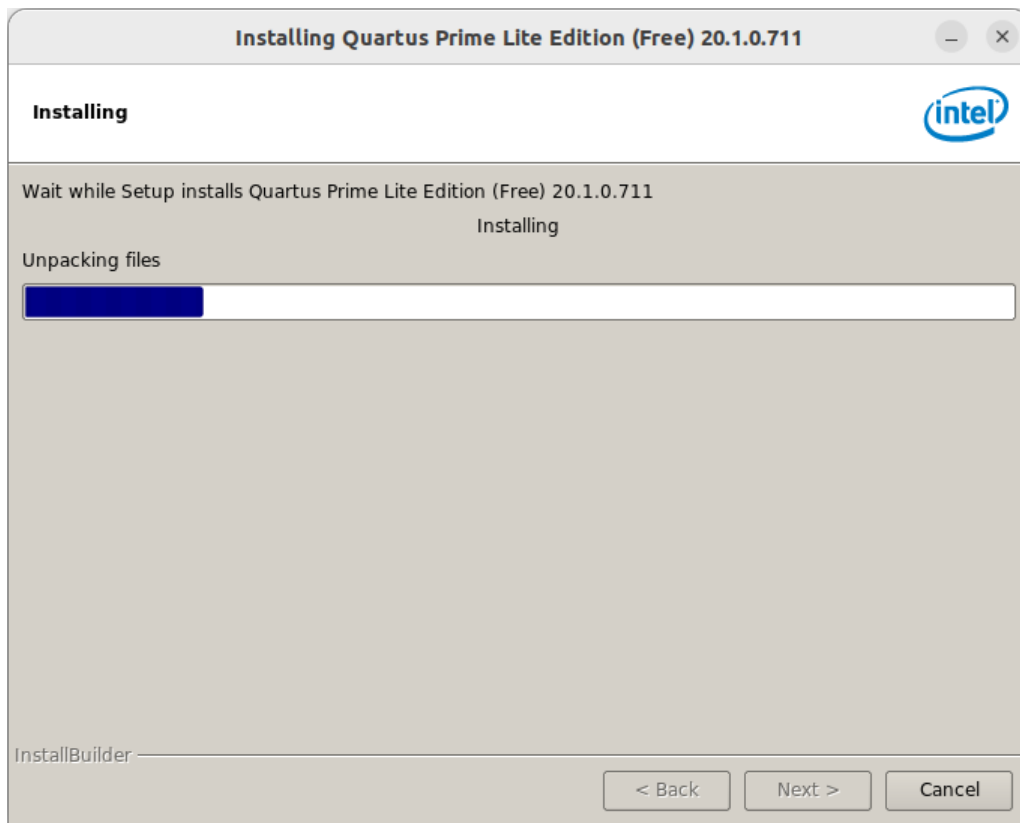 Installing Quartus Prime Lite Edition (Free) 20.1.0.711
Installing
intel
Wait while Setup installs Quartus Prime Lite Edition (Free) 20.1.0.711
Installing
Unpacking files
InstallBuilder
< Back
Next >
Cancel